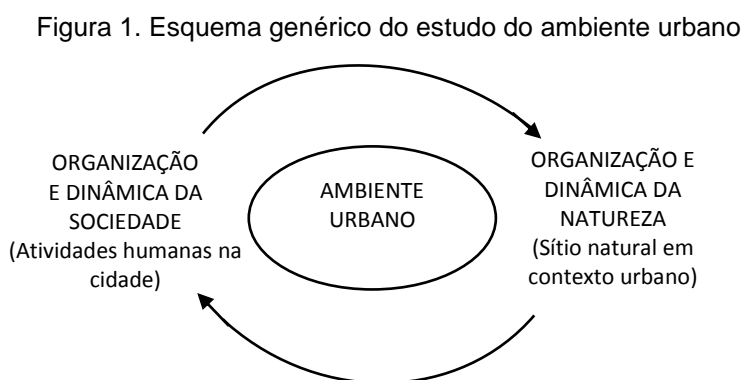 Figura 1. Esquema genérico do estudo do ambiente urbano
ORGANIZAÇÃO
E DINÂMICA DA
SOCIEDADE
(Atividades humanas na
cidade)
AMBIENTE
URBANO
ORGANIZAÇÃO E
DINÂMICA DA
NATUREZA
(Sítio natural em
contexto urbano)